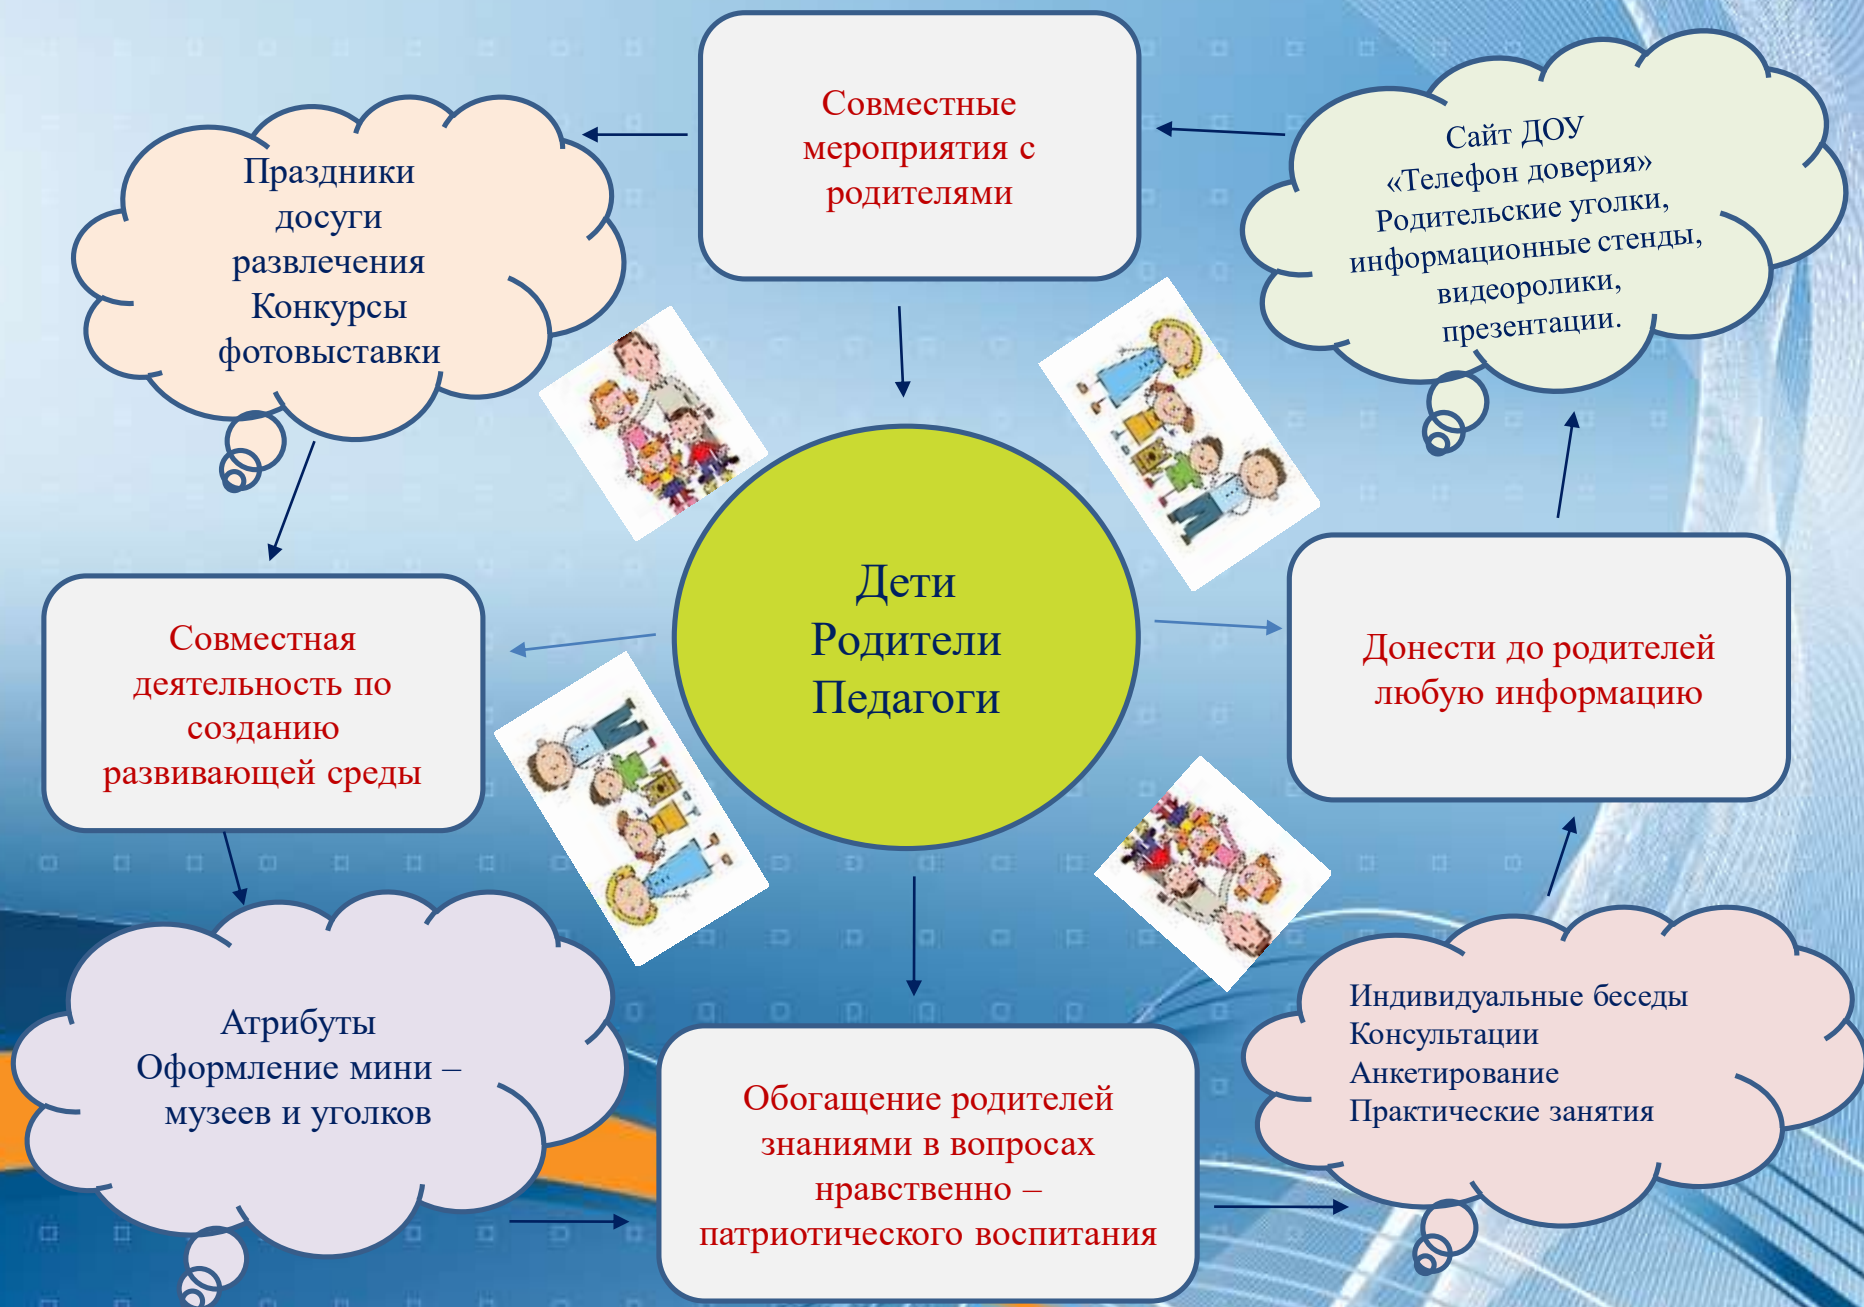 Совместные
мероприятия с
родителями
Праздники
досуги
развлечения
Конкурсы
фотовыставки
Сайт ДОУ
«Телефон доверия»
Родительские уголки,
информационные стенды,
видеоролики,
презентации.
Дети
Родители
Педагоги
Совместная
деятельность по
созданию
развивающей среды
Донести до родителей
любую информацию
Атрибуты
Оформление мини –
музеев и уголков
Обогащение родителей
знаниями в вопросах
нравственно –
патриотического воспитания
Индивидуальные беседы
Консультации
Анкетирование
Практические занятия